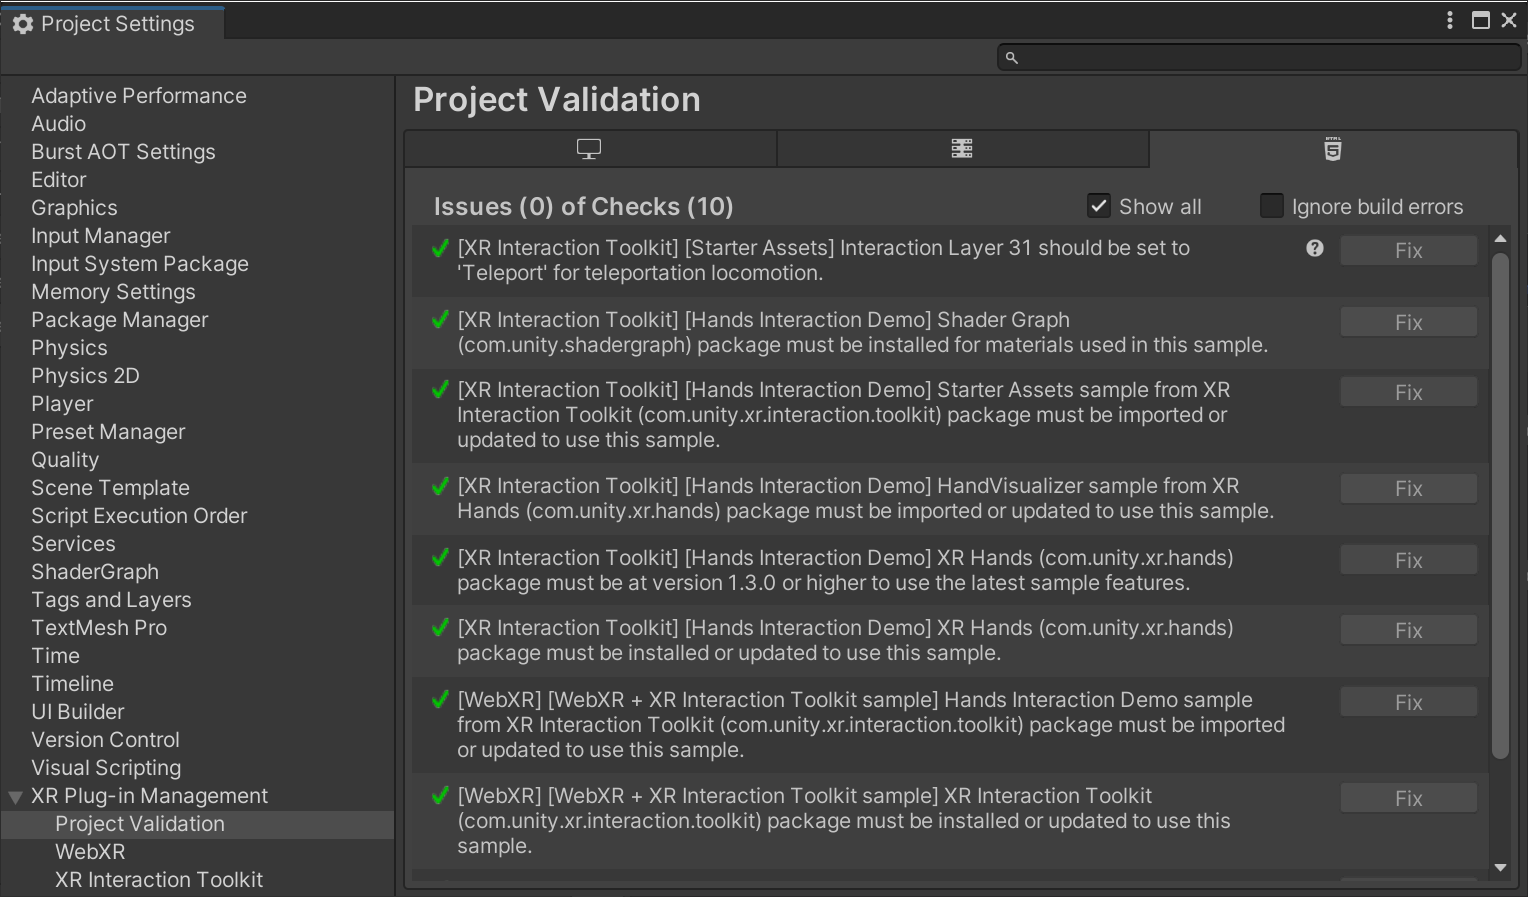 Project Settings
Adaptive Performance
Audio
Burst AOT Settings
Editor
Graphics
Input Manager
Input System Package
Memory Settings
Package Manager
Physics
Physics 2D
Player
Preset Manager
Quality
Scene Template
Script Execution Order
Services
ShaderGraph
Tags and Layers
TextMesh Pro
Time
Timeline
UI Builder
Version Control
Visual Scripting
XR Plug-in Management
Project Validation
WebXR
XR Interaction Toolkit
Project Validation
HTML
5
Issues (0) of Checks (10)
Show all
Ignore build errors
[XR Interaction Toolkit] [Starter Assets] Interaction Layer 31 should be set to
'Teleport' for teleportation locomotion.
?
Fix
[XR Interaction Toolkit] [Hands Interaction Demo] Shader Graph
(com.unity.shadergraph) package must be installed for materials used in this sample.
Fix
[XR Interaction Toolkit] [Hands Interaction Demo] Starter Assets sample from XR
Interaction Toolkit (com.unity.xr.interaction.toolkit) package must be imported or
updated to use this sample.
Fix
[XR Interaction Toolkit] [Hands Interaction Demo] HandVisualizer sample from XR
Hands (com.unity.xr.hands) package must be imported or updated to use this sample.
Fix
[XR Interaction Toolkit] [Hands Interaction Demo] XR Hands (com.unity.xr.hands)
package must be at version 1.3.0 or higher to use the latest sample features.
Fix
[XR Interaction Toolkit] [Hands Interaction Demo] XR Hands (com.unity.xr.hands)
package must be installed or updated to use this sample.
Fix
[WebXR] [WebXR + XR Interaction Toolkit sample] Hands Interaction Demo sample
from XR Interaction Toolkit (com.unity.xr.interaction.toolkit) package must be imported
or updated to use this sample.
Fix
[WebXR] [WebXR + XR Interaction Toolkit sample] XR Interaction Toolkit
(com.unity.xr.interaction.toolkit) package must be installed or updated to use this
sample.
Fix